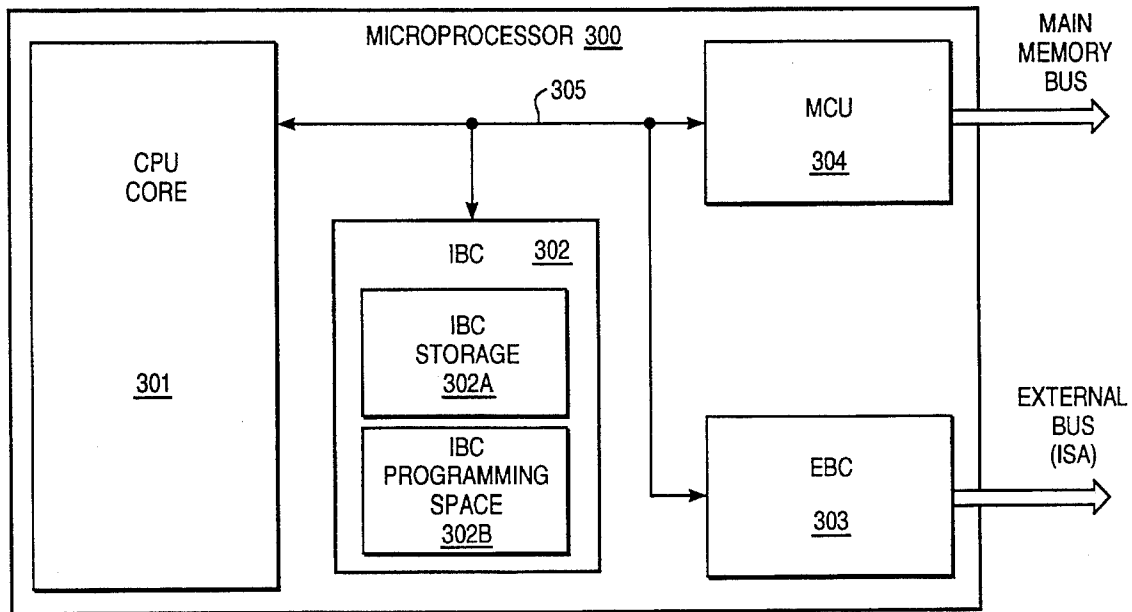 MICROPROCESSOR 300
MAIN
MEMORY
BUS
305
CPU
CORE
301
MCU
304
IBC 302
IBC
STORAGE
302A
IBC
PROGRAMMING
SPACE
302B
EBC
303
EXTERNAL
BUS
(ISA)